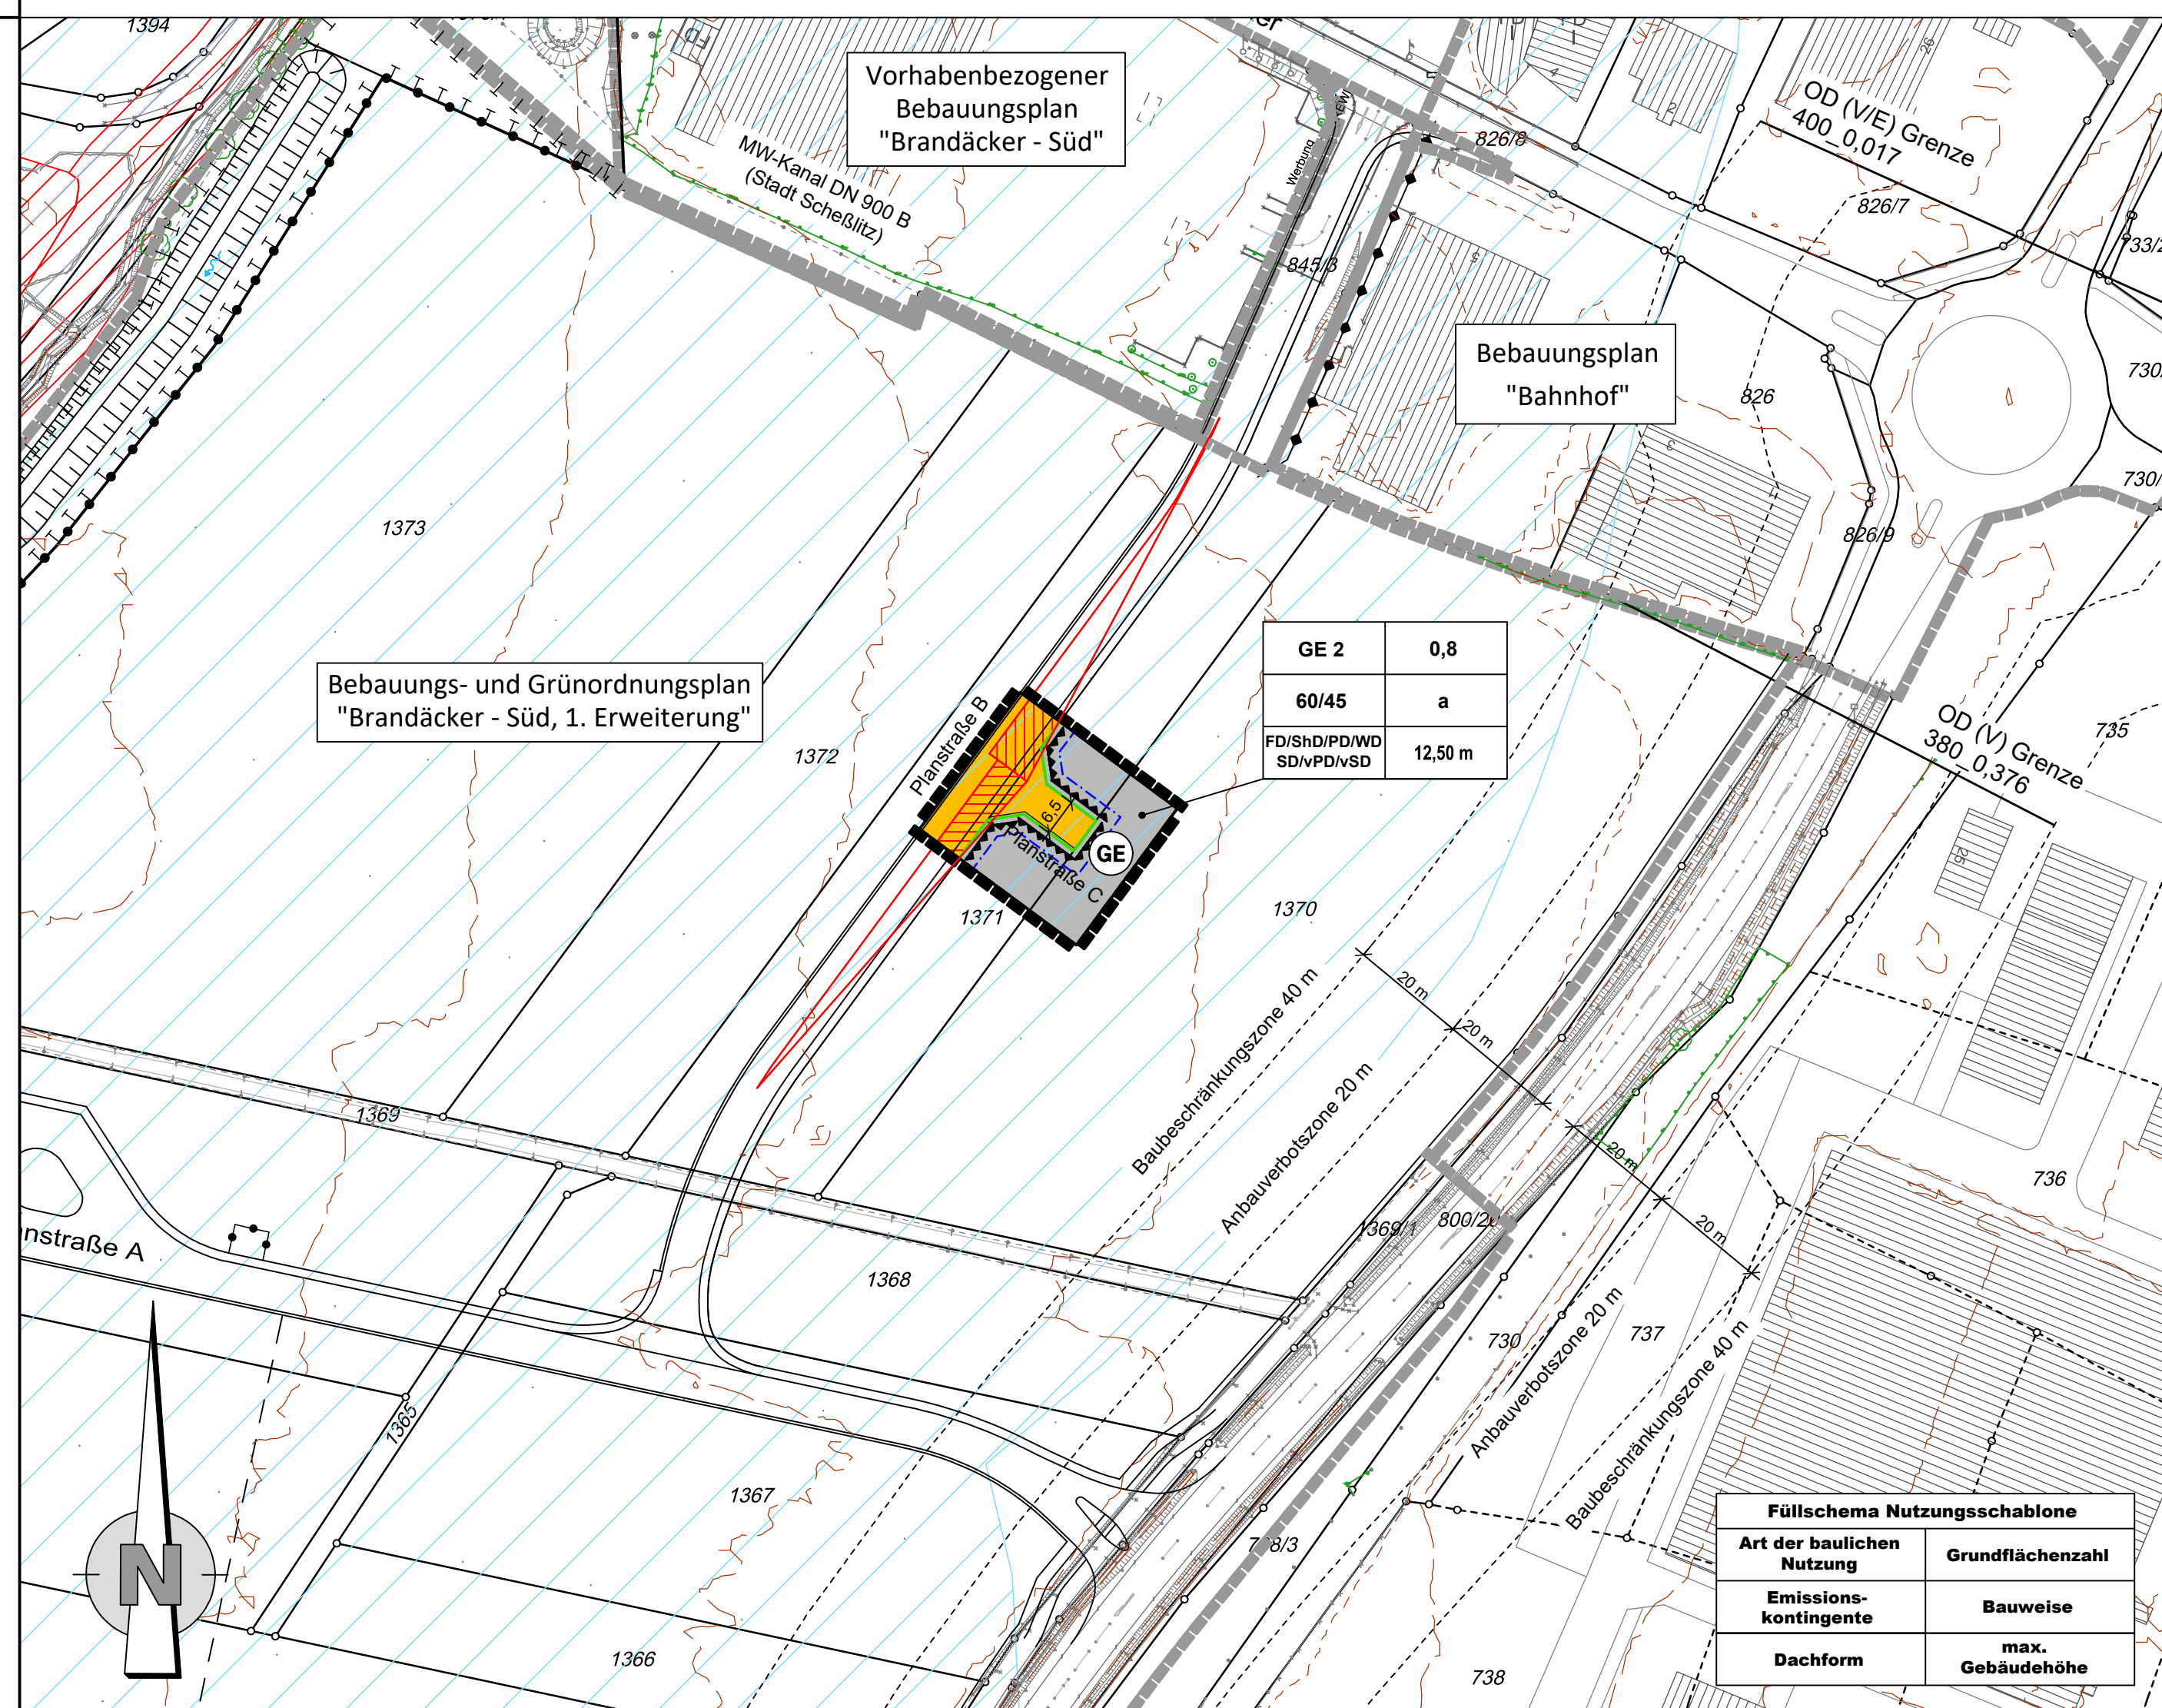 1394
Vorhabenbezogener
Bebauungsplan
"Brandäcker - Süd"
MW-Kanal DN 900 B
(Stadt Scheßlitz)
Werbung
4
2
26
OD (V/E) Grenze
400_0,017
826/8
826/7
845/3
5
Bebauungsplan
"Bahnhof"
826
3
826/9
1373
GE 2
0,8
60/45
a
FD/ShD/PD/WD
SD/vPD/vSD
12,50 m
Bebauungs- und Grünordnungsplan
"Brandäcker - Süd, 1. Erweiterung"
1372
Planstraße B
6,5
Planstraße C
GE
1371
1370
OD (V) Grenze
380_0,376
735
25
Baubeschränkungszone 40 m
Anbauverbotszone 20 m
20 m
20 m
20 m
20 m
736
1369
1369/1
1368
730
737
Anbauverbotszone 20 m
Baubeschränkungszone 40 m
1365
1367
1366
738
N
Füllschema Nutzungsschablone
Art der baulichen
Nutzung
Grundflächenzahl
Emissions-
kontingente
Bauweise
Dachform
max.
Gebäudehöhe